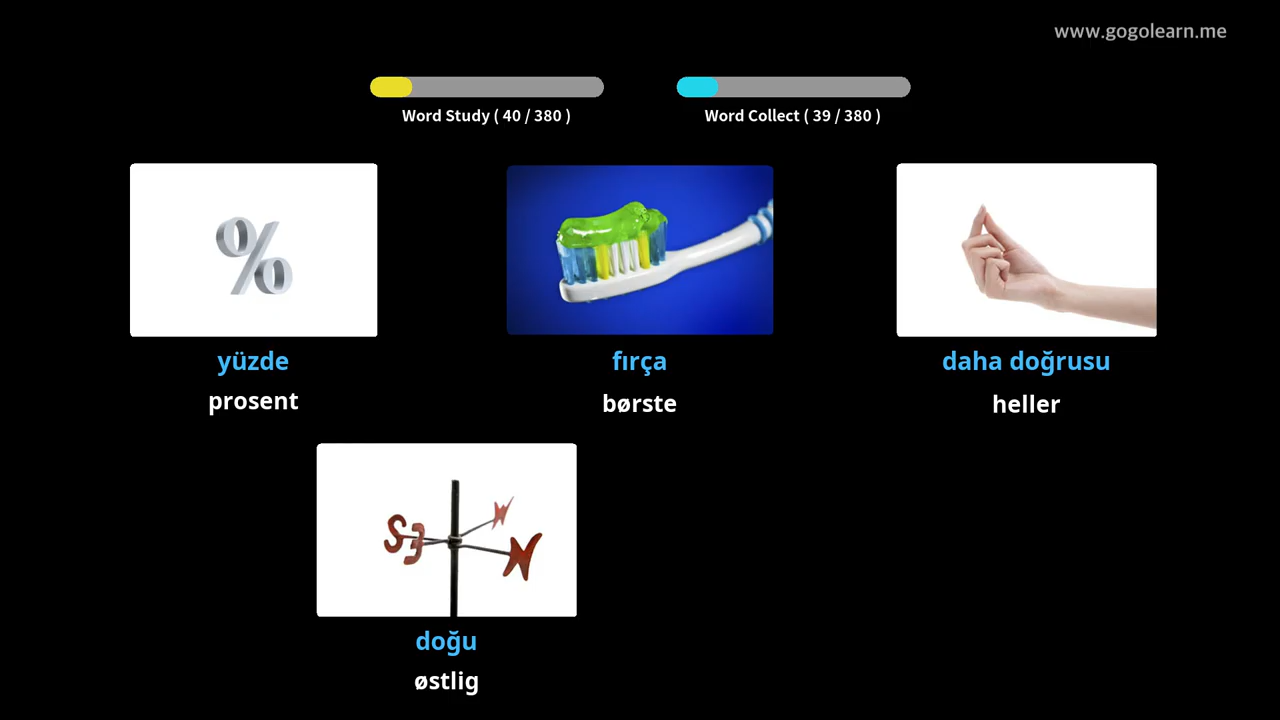 www.gogolearn.me
Word Study ( 40 / 380 )
Word Collect ( 39 / 380 )
%
yüzde
prosent
fırça
børste
daha doğrusu
heller
S
E
N
doğu
østlig